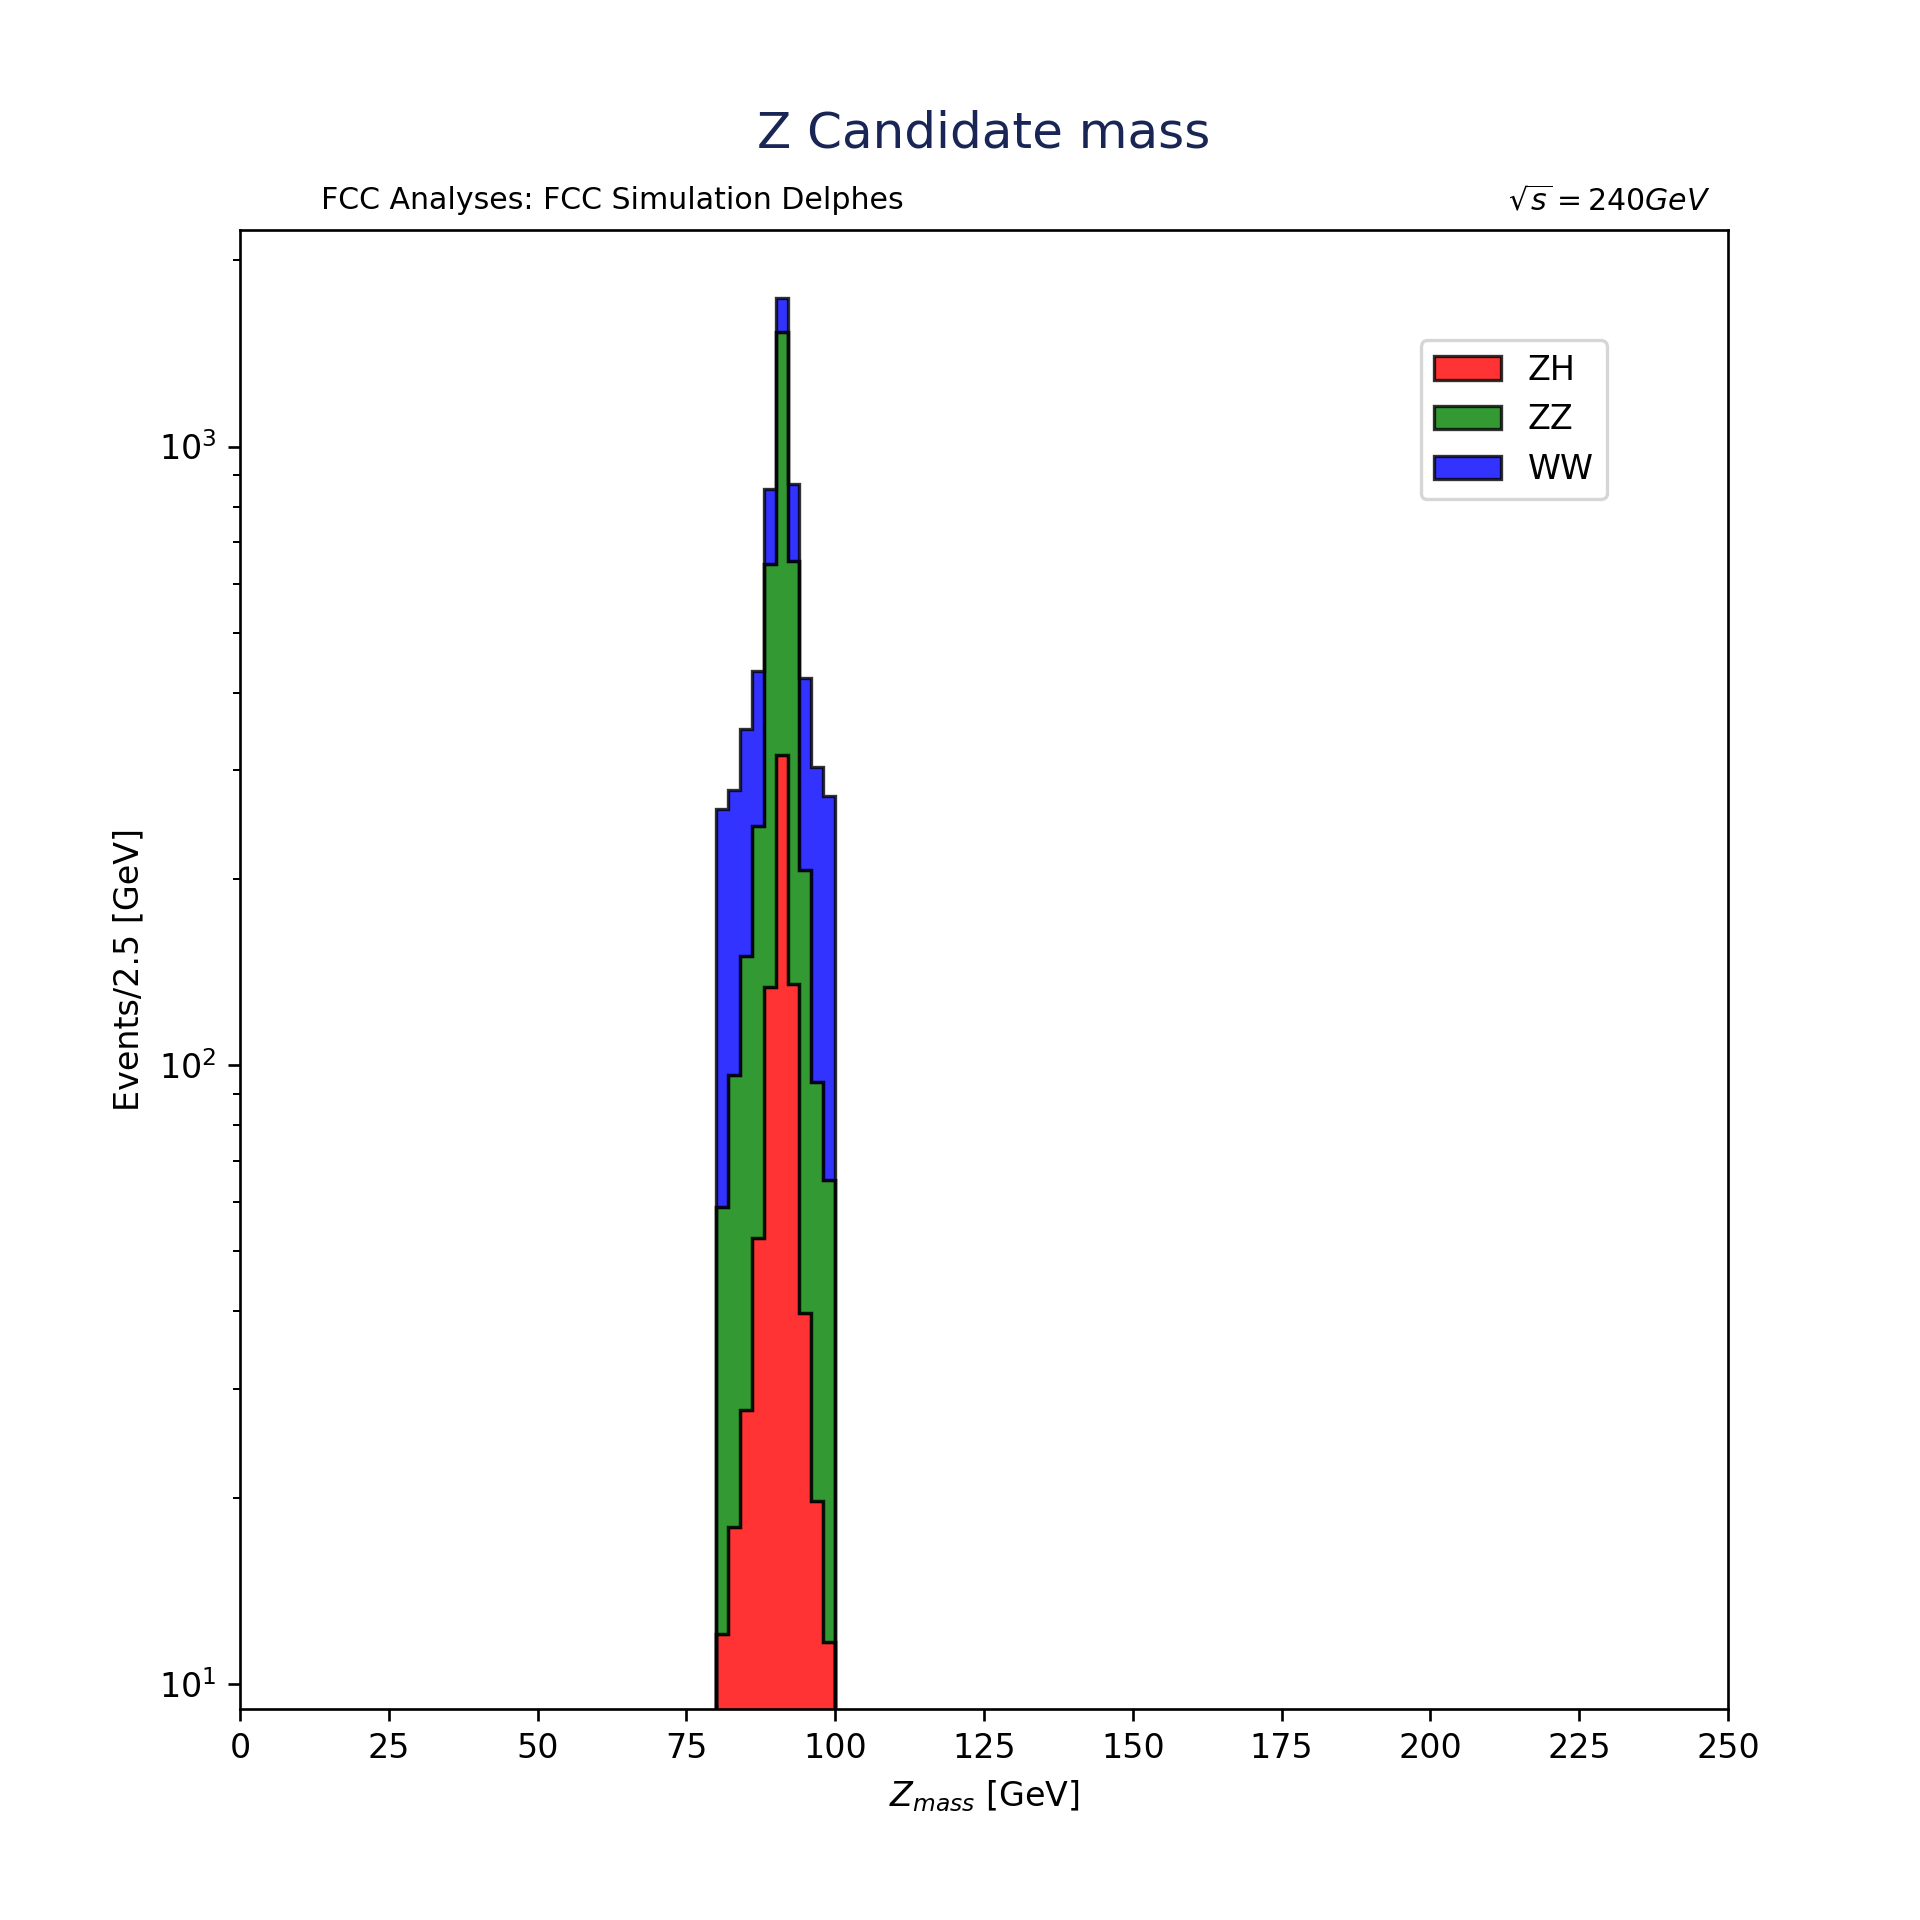 Z Candidate mass
FCC Analyses: FCC Simulation Delphes
√s = 240GeV
ZH
ZZ
WW
10³
10²
10¹
Events/2.5 [GeV]
0 25 50 75 100 125 150 175 200 225 250
Z_mass [GeV]